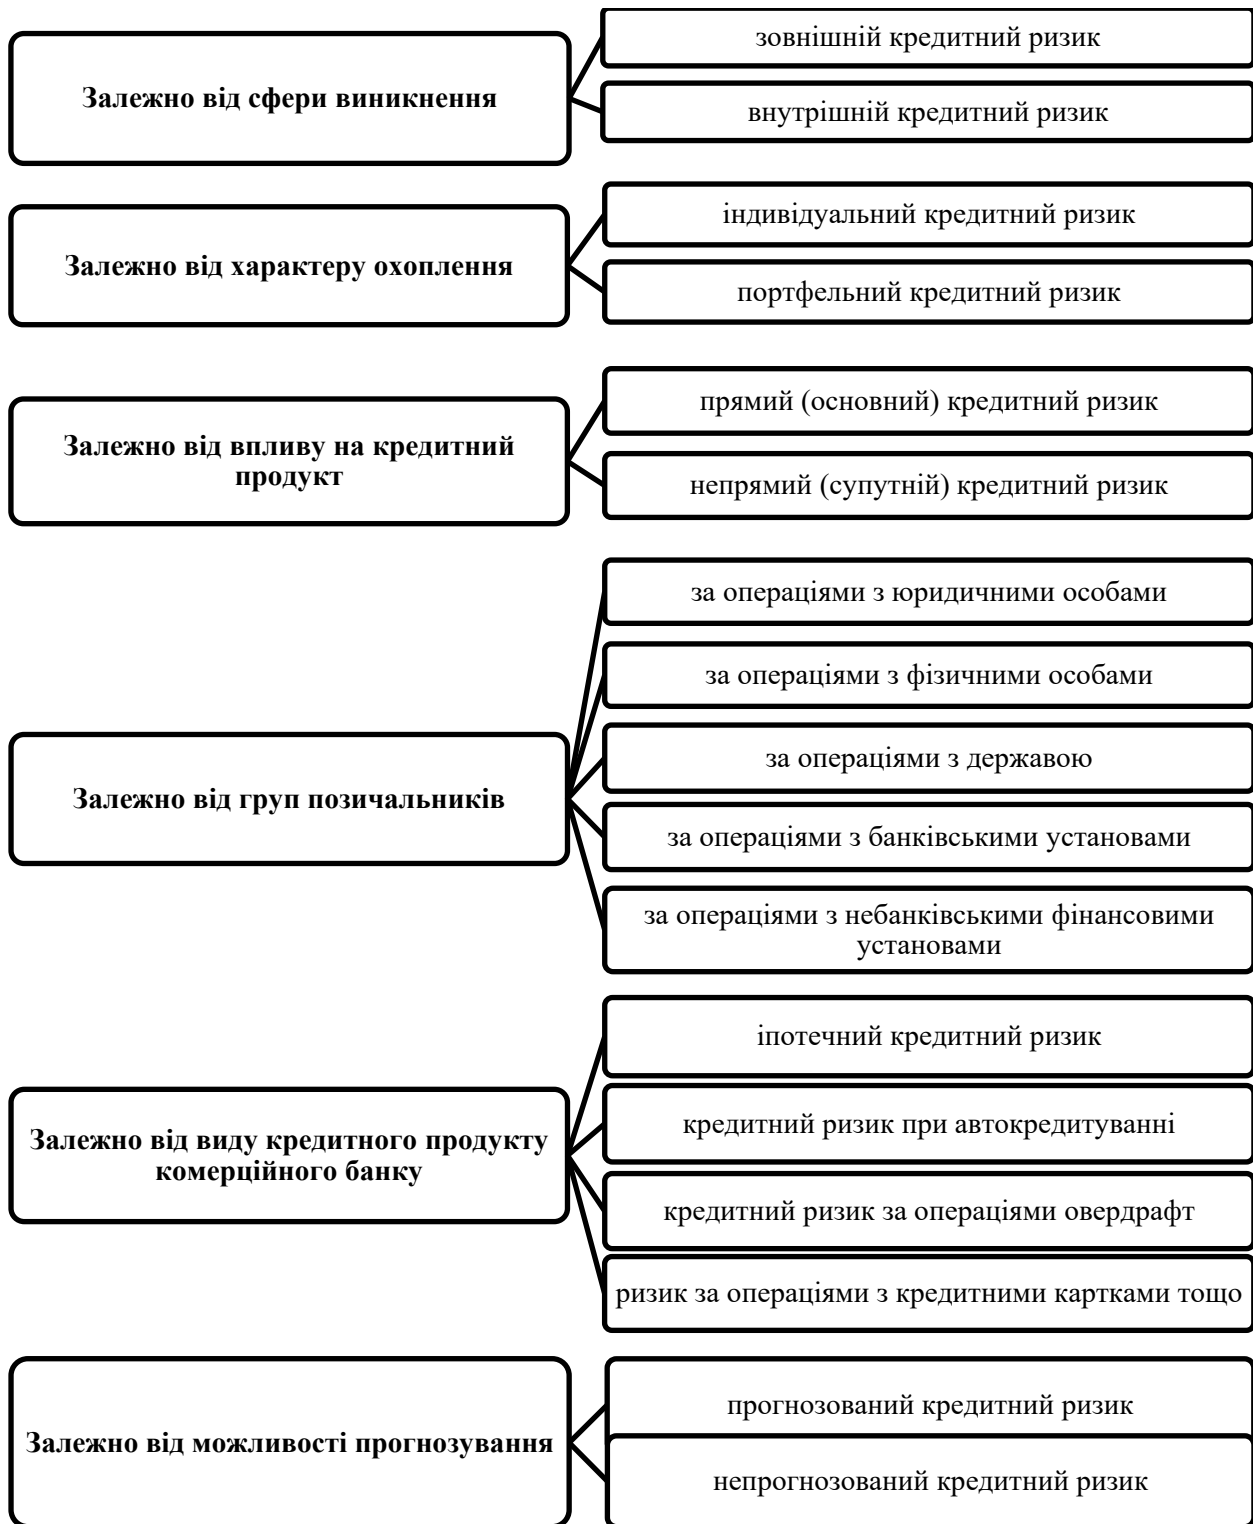 Залежно від сфери виникнення
зовнішній кредитний ризик
внутрішній кредитний ризик
Залежно від характеру охоплення
індивідуальний кредитний ризик
портфельний кредитний ризик
Залежно від впливу на кредитний
продукт
прямий (основний) кредитний ризик
непрямий (супутній) кредитний ризик
Залежно від груп позичальників
за операціями з юридичними особами
за операціями з фізичними особами
за операціями з державою
за операціями з банківськими установами
за операціями з небанківськими фінансовими
установами
Залежно від виду кредитного продукту
комерційного банку
іпотечний кредитний ризик
кредитний ризик при автокредитуванні
кредитний ризик за операціями овердрафт
ризик за операціями з кредитними картками тощо
Залежно від можливості прогнозування
прогнозований кредитний ризик
непрогнозований кредитний ризик